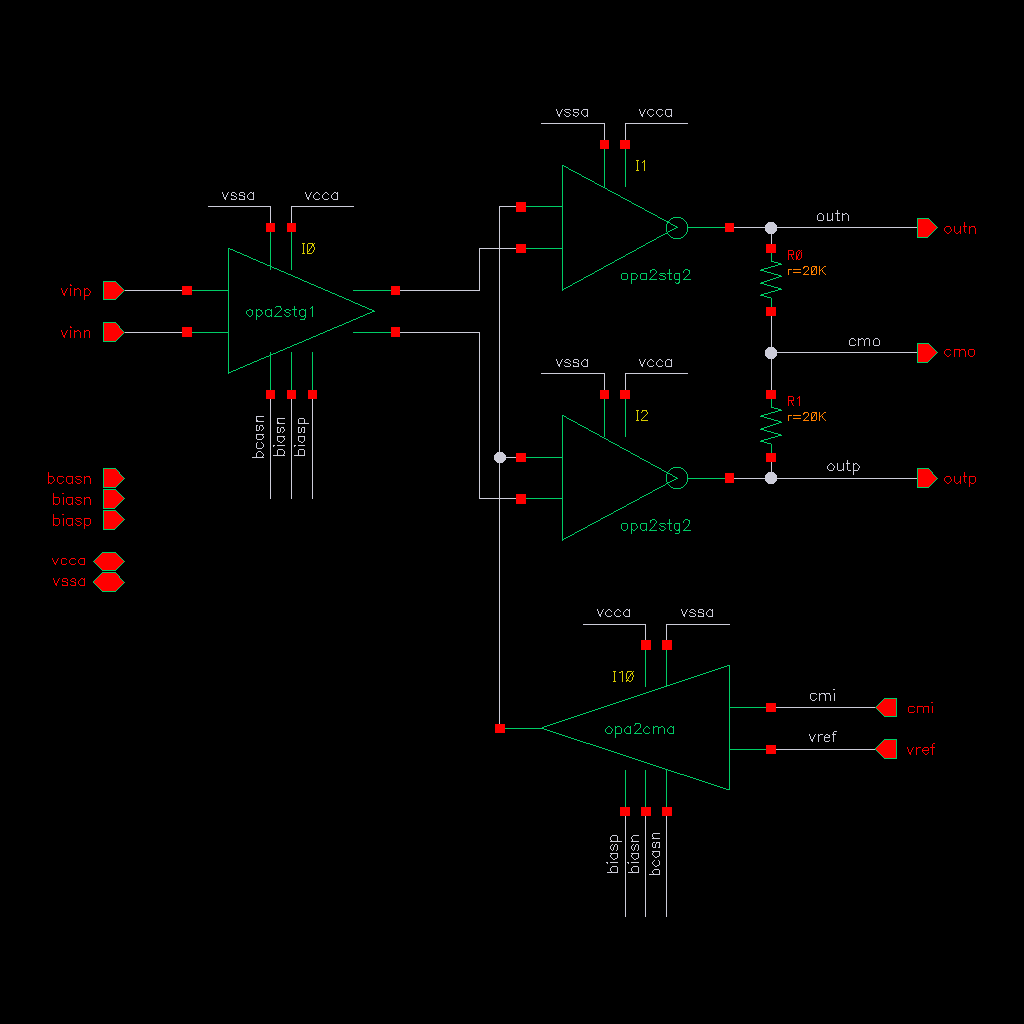 vssa
vcca
I1
outn
outn
vssa
vcca
I0
opa2stg2
R0
r=20K
vinp
opa2stg1
vinn
cmo
cmo
vssa
vcca
I2
R1
r=20K
bcasn
biasn
biasp
bcasn
biasn
biasp
outp
outp
opa2stg2
vcca
vssa
vcca
vssa
I10
cmi
cmi
opa2cma
vref
vref
biasp
biasn
bcasn